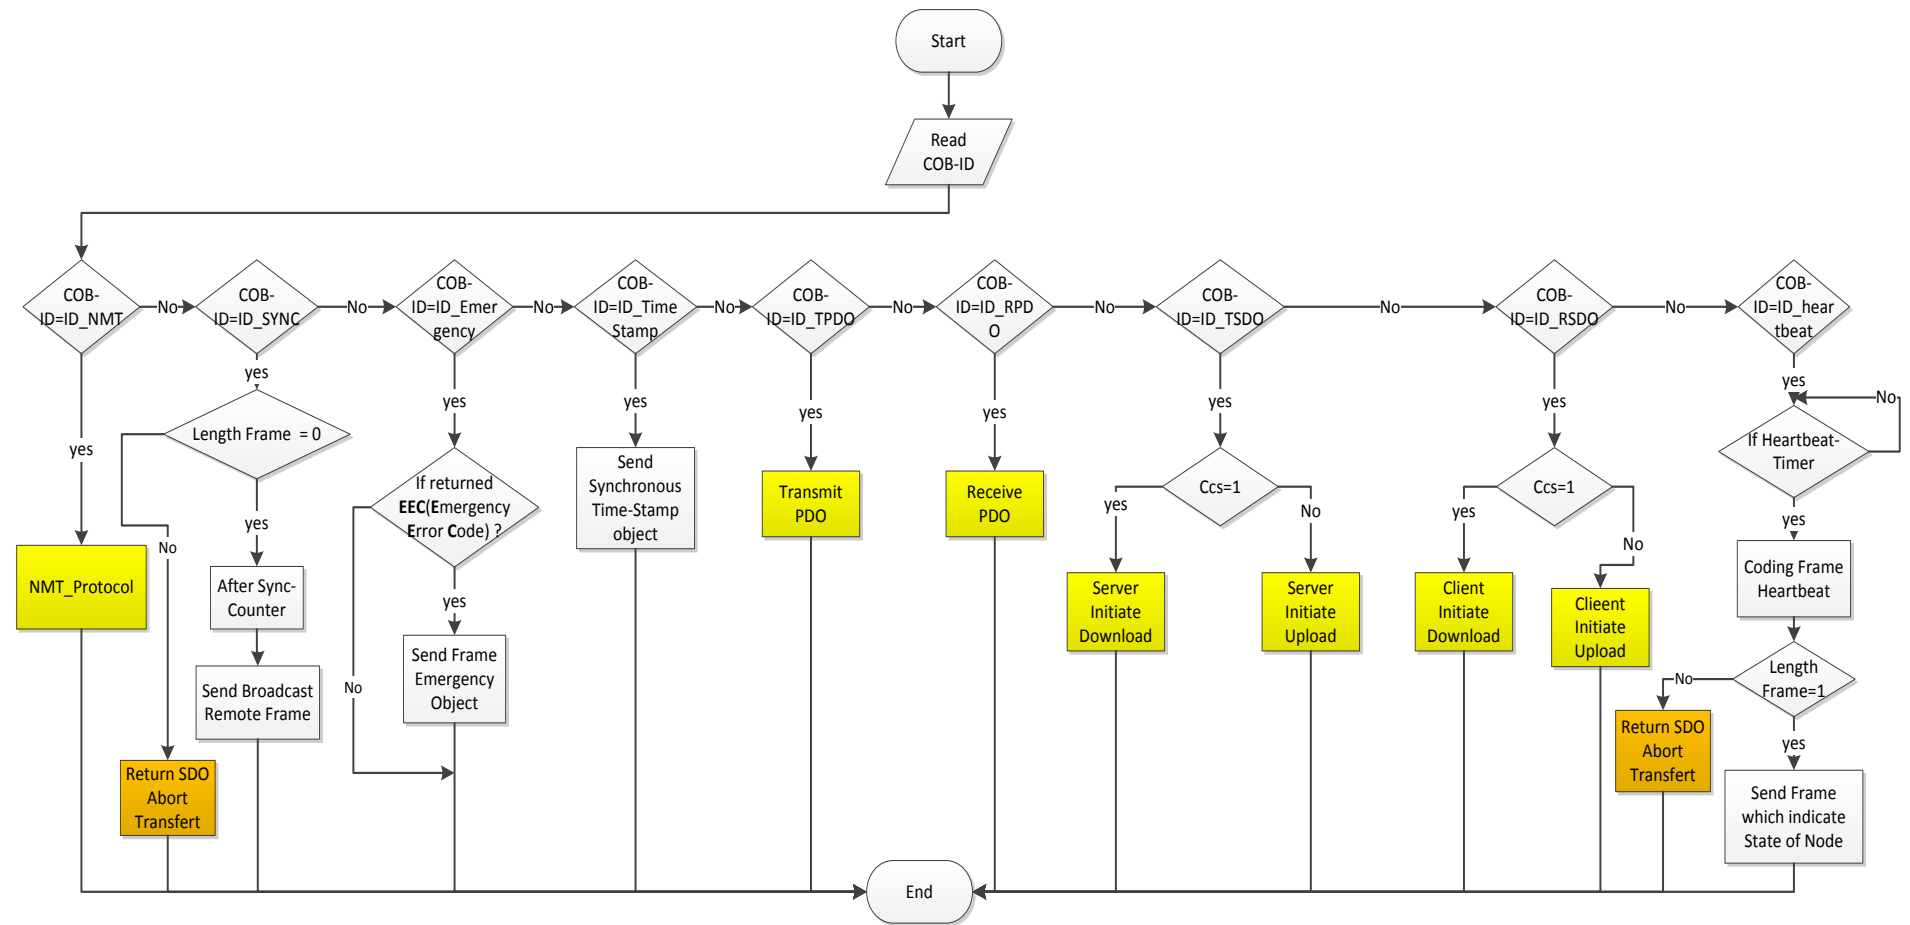 Start
Read
COB-ID
COB-
ID=ID_NMT
No
COB-
ID=ID_SYNC
No
COB-
ID=ID_Emer
gency
No
COB-
ID=ID_Time
Stamp
No
COB-
ID=ID_TPDO
No
COB-
ID=ID_RPD
O
No
COB-
ID=ID_TSDO
No
COB-
ID=ID_RSDO
No
COB-
ID=ID_hear
tbeat
yes
NMT_Protocol
yes
Length Frame = 0
No
Return SDO
Abort
Transfert
yes
After Sync-
Counter
Send Broadcast
Remote Frame
yes
If returned
EEC(Emergency
Error Code) ?
No
yes
Send Frame
Emergency
Object
yes
Send
Synchronous
Time-Stamp
object
yes
Transmit
PDO
yes
Receive
PDO
yes
Ccs=1
yes
Server
Initiate
Download
No
Server
Initiate
Upload
yes
Ccs=1
yes
Client
Initiate
Download
No
Clieent
Initiate
Upload
yes
No
If Heartbeat-
Timer
yes
Coding Frame
Heartbeat
Length
Frame=1
No
Return SDO
Abort
Transfert
yes
Send Frame
which indicate
State of Node
End